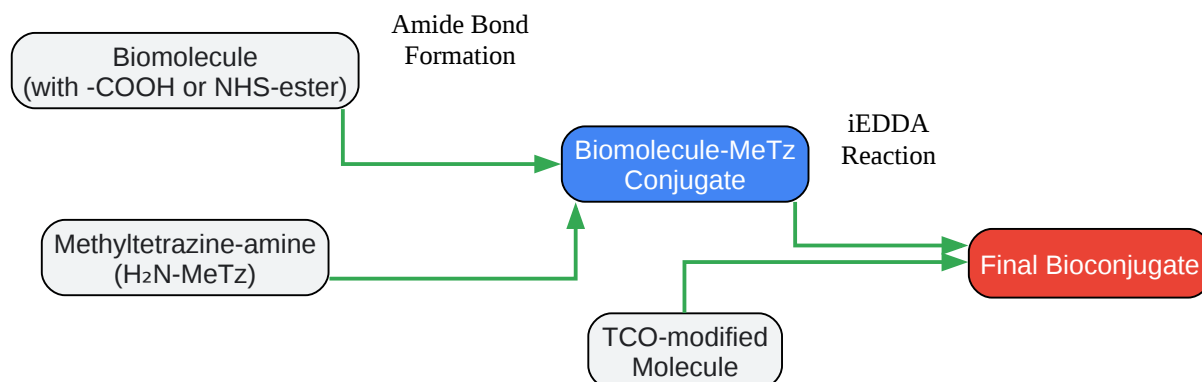 Amide Bond
Formation
Biomolecule
(with -COOH or NHS-ester)
iEDDA
Reaction
Biomolecule-MeTz
Conjugate
Methyltetrazine-amine
(H₂N-MeTz)
Final Bioconjugate
TCO-modified
Molecule